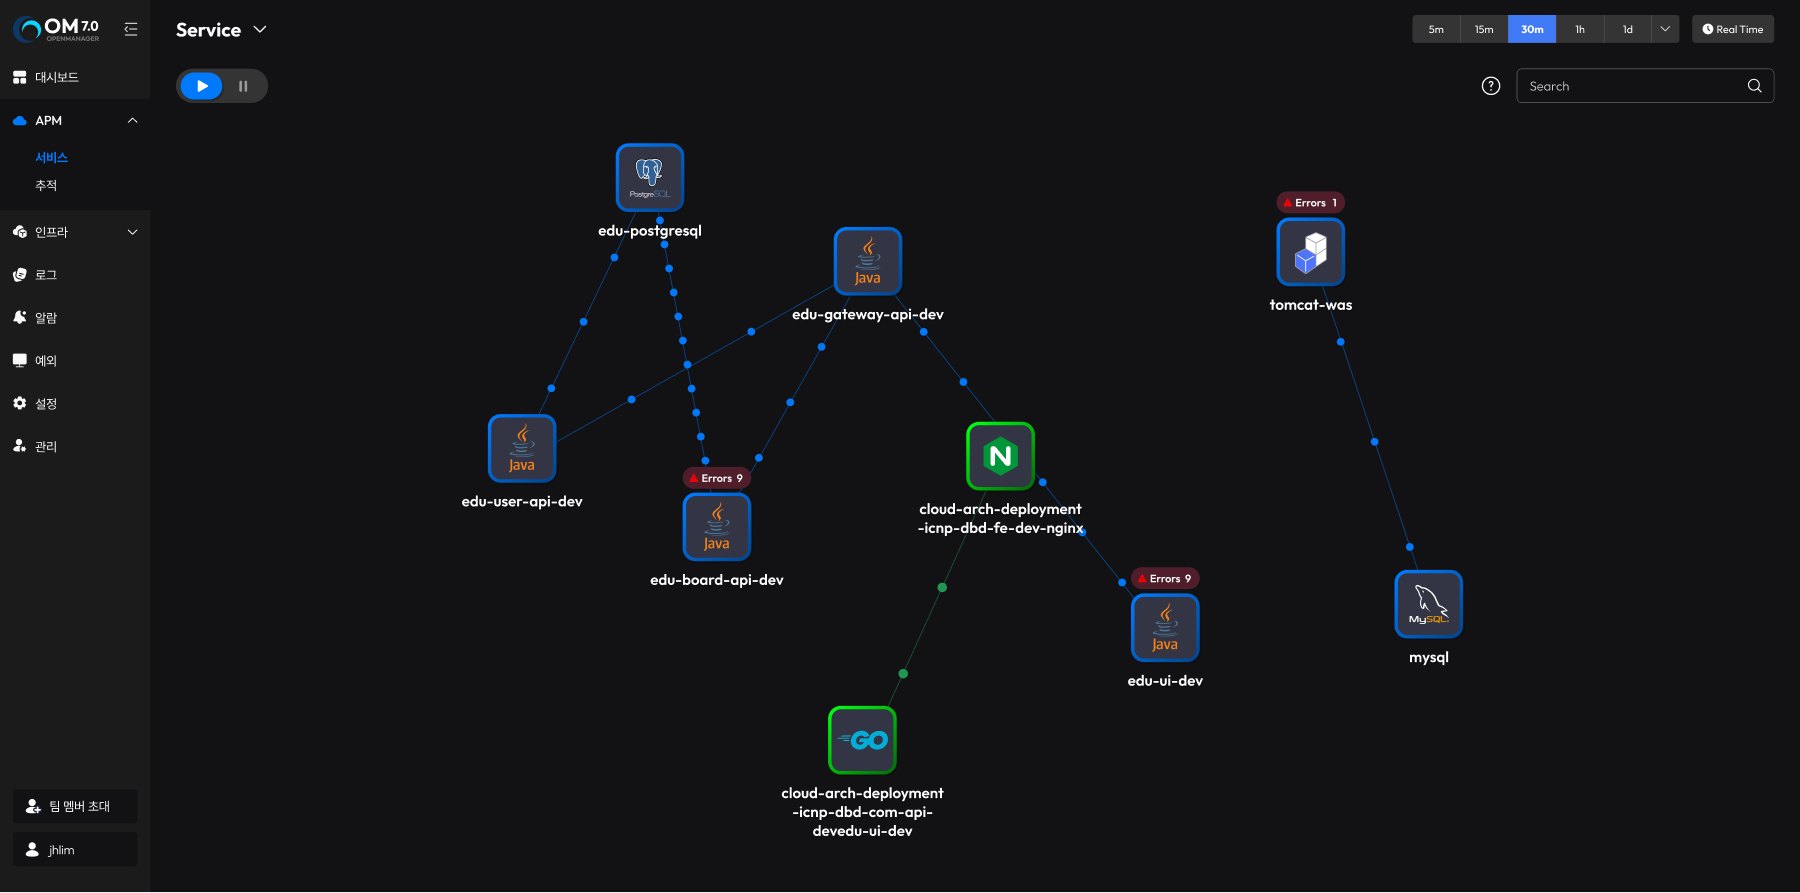 OM 7.0
OPENMANAGER
Service
5m
15m
30m
1h
1d
Real Time
Search
대시보드
APM
서비스
추적
인프라
로그
알람
예외
설정
관리
팀 멤버 초대
jhlim
PostgreSQL
edu-postgresql
Java
edu-gateway-api-dev
Errors 1
tomcat-was
Java
edu-user-api-dev
Errors 9
Java
edu-board-api-dev
N
cloud-arch-deployment
-icnp-dbd-fe-dev-nginx
Errors 9
Java
edu-ui-dev
MySQL
mysql
GO
cloud-arch-deployment
-icnp-dbd-com-api-
devedu-ui-dev